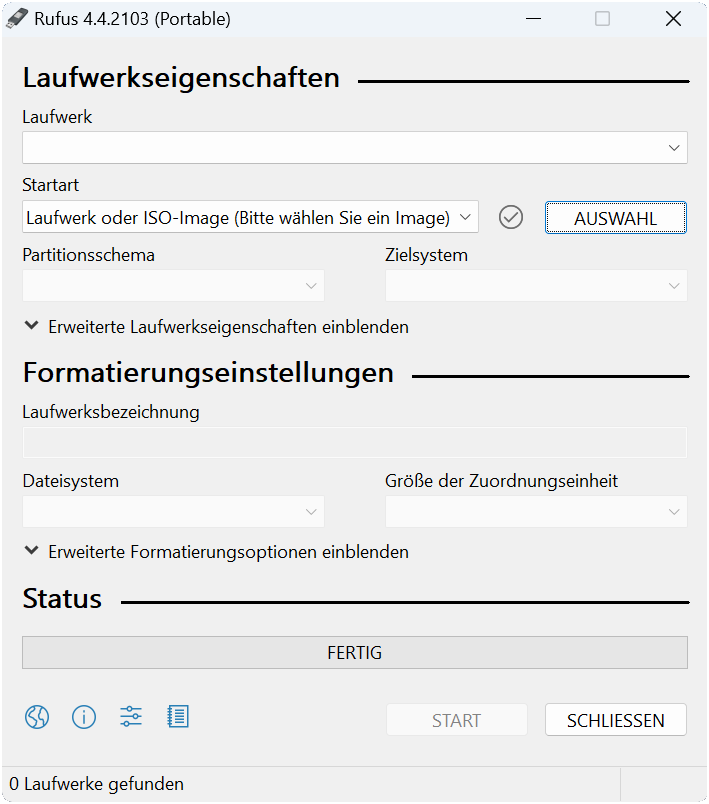 Rufus 4.4.2103 (Portable)
Laufwerkseigenschaften
Laufwerk
Startart
Laufwerk oder ISO-Image (Bitte wählen Sie ein Image)
AUSWAHL
Partitionsschema
Zielsystem
Erweiterte Laufwerkseigenschaften einblenden
Formatierungseinstellungen
Laufwerksbezeichnung
Dateisystem
Größe der Zuordnungseinheit
Erweiterte Formatierungsoptionen einblenden
Status
FERTIG
START
SCHLIESSEN
0 Laufwerke gefunden